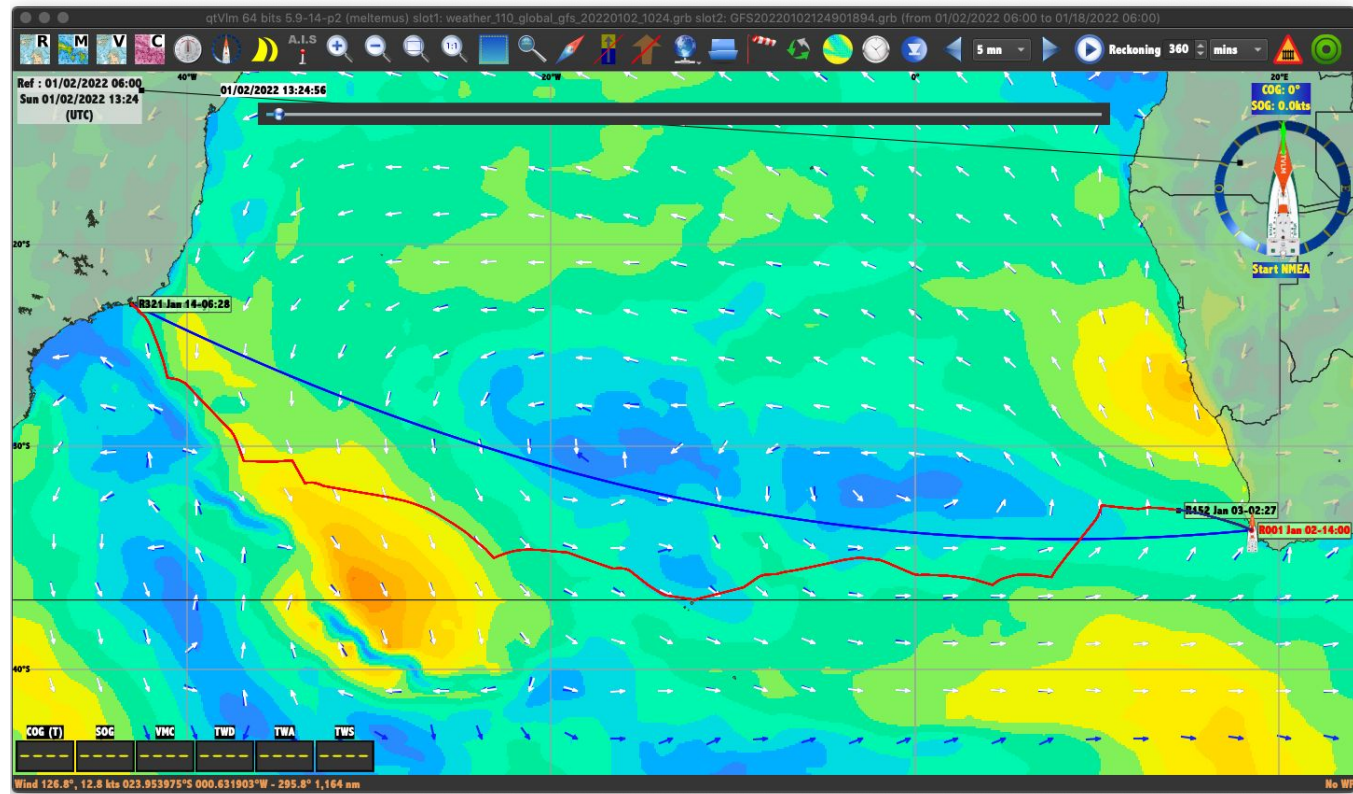 qtVlm 64 bits 5.9-14-p2 (meltemus) slot1: weather_110_global_gfs_20220102_1024.grb slot2: GFS20220102124901894.grb (from 01/02/2022 06:00 to 01/18/2022 06:00)
R M V C A.I.S i 1:1 5 mn Reckoning 360 mins
Ref : 01/02/2022 06:00
Sun 01/02/2022 13:24
(UTC)
40°W 20°W 0° 20°E
01/02/2022 13:24:56
COG: 0°
SOG: 0.0kts
QTVLM
Start NMEA
20°S
R321 Jan 14-06:28
30°S
R152 Jan 03-02:27
R001 Jan 02-14:00
40°S
COG (T) SOG VMC TWD TWA TWS
---- ---- ---- ---- ---- ----
Wind 126.8°, 12.8 kts 023.953975°S 000.631903°W - 295.8° 1,164 nm
No WP